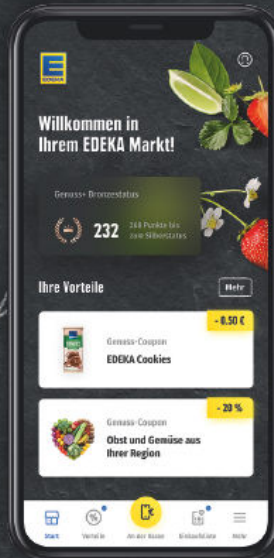 EDEKA
Willkommen in
Ihrem EDEKA Markt!
Genuss+ Bronzestatus
232
268 Punkte bis
zum Silberstatus
Ihre Vorteile
Mehr
- 0.50 €
Genuss-Coupon
EDEKA Cookies
- 20 %
Genuss-Coupon
Obst und Gemüse aus
Ihrer Region
Start
Vorteile
An der Kasse
Einkaufsliste
Mehr